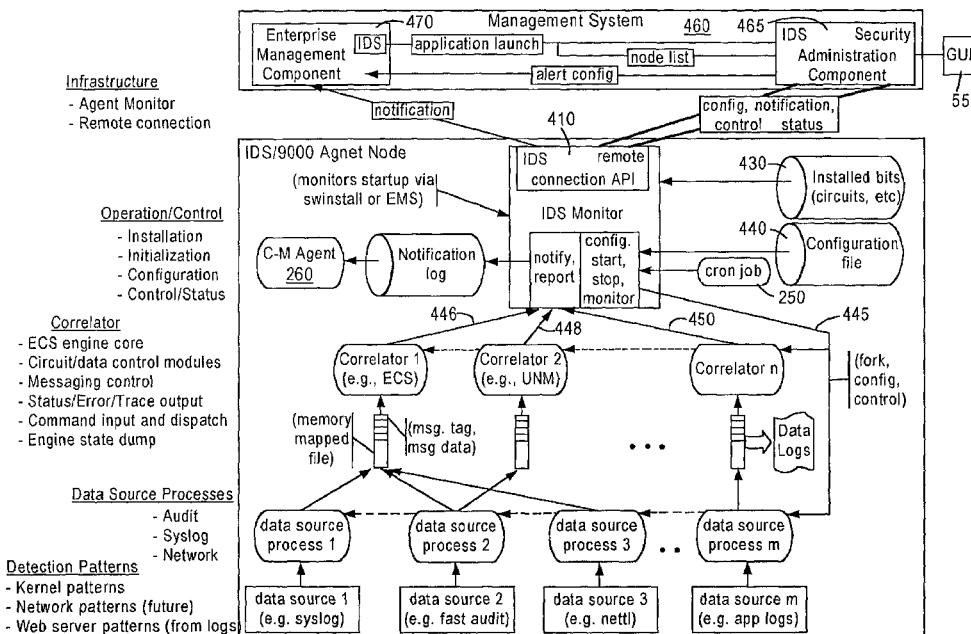 Management System
470
460
465
Enterprise
Management
Component
IDS
application launch
node list
alert config
IDS Security
Administration
Component
GUI
55
Infrastructure
- Agent Monitor
- Remote connection
notification
config, notification,
control status
410
IDS/9000 Agnet Node
IDS remote
connection API
(monitors startup via
swinstall or EMS)
IDS Monitor
430
Installed bits
(circuits, etc)
440
Configuration
file
Operation/Control
- Installation
- Initialization
- Configuration
- Control/Status
C-M Agent
260
Notification
log
notify,
report
config.
start,
stop,
monitor
cron job
250
446
448
450
445
Correlator
- ECS engine core
- Circuit/data control modules
- Messaging control
- Status/Error/Trace output
- Command input and dispatch
- Engine state dump
Correlator 1
(e.g., ECS)
Correlator 2
(e.g., UNM)
Correlator n
(fork,
config,
control)
(memory
mapped
file)
(msg. tag,
msg data)
Data
Logs
Data Source Processes
- Audit
- Syslog
- Network
data source
process 1
data source
process 2
data source
process 3
data source
process m
Detection Patterns
- Kernel patterns
- Network patterns (future)
- Web server patterns (from logs)
data source 1
(e.g. syslog)
data source 2
(e.g. fast audit)
data source 3
(e.g. nettl)
data source m
(e.g. app logs)